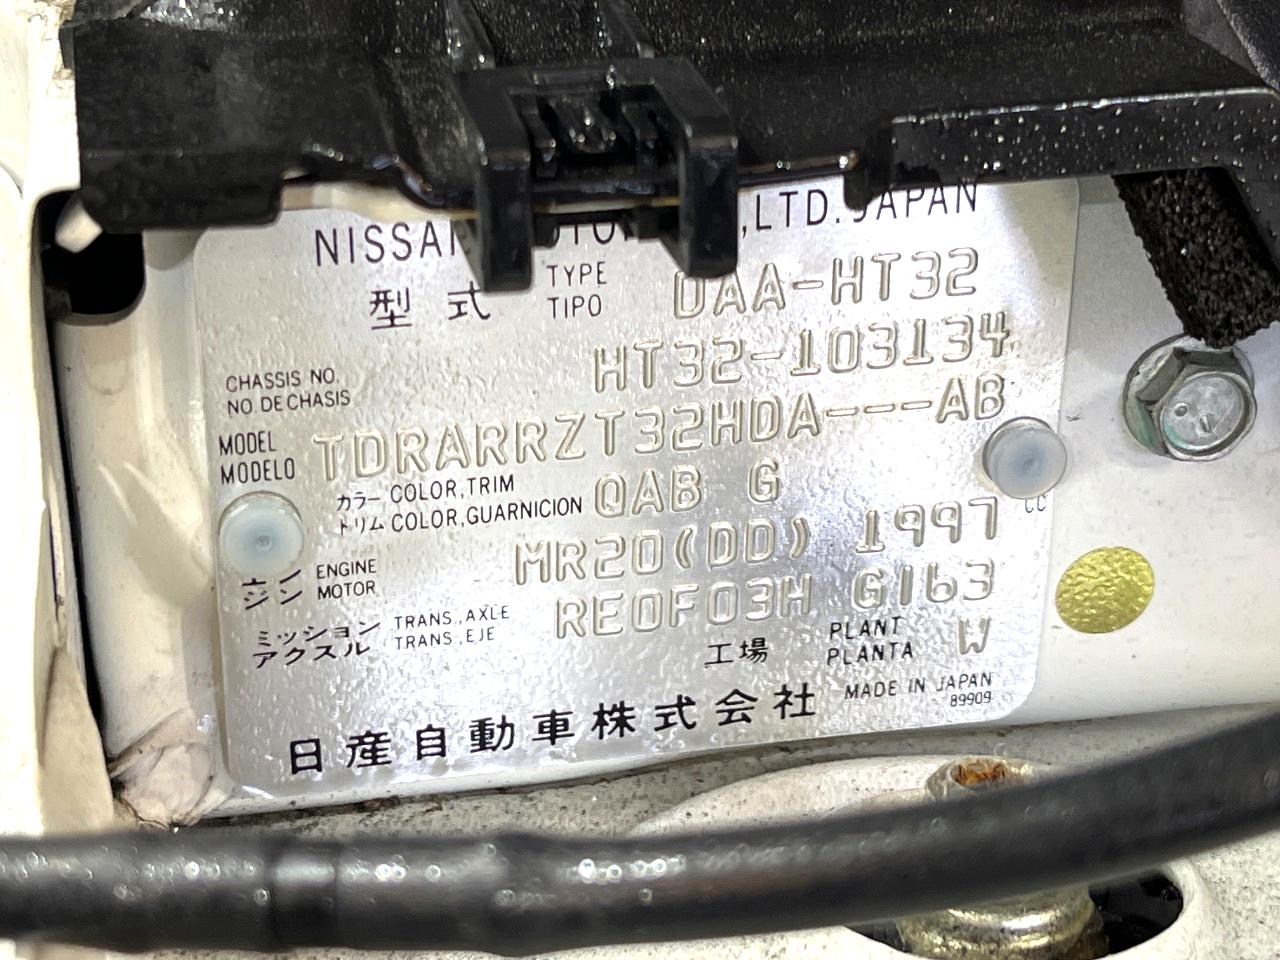 NISSAN MOTOR ,LTD. JAPAN
型式 TYPE TIPO DAA-HT32
CHASSIS NO. NO. DE CHASIS HT32-103134
MODEL MODELO TDRARRZT32HDA---AB
カラー COLOR,TRIM
トリム COLOR,GUARNICION QAB G
ENGINE MOTOR MR20(DD) 1997 CC
ミッション TRANS.,AXLE
アクスル TRANS.,EJE RE0F03H G163
工場 PLANT PLANTA W
日産自動車株式会社 MADE IN JAPAN
89909